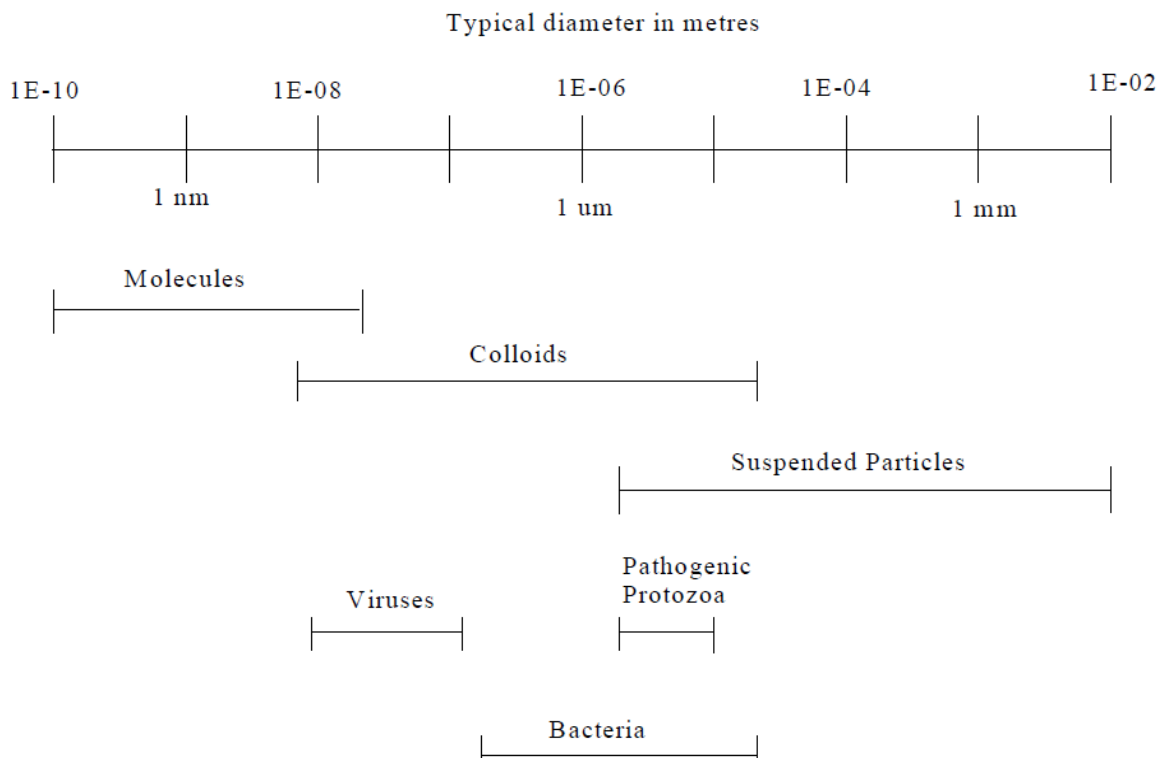 Typical diameter in metres
1E-10 1E-08 1E-06 1E-04 1E-02
1 nm 1 um 1 mm
Molecules
Colloids
Suspended Particles
Pathogenic
Protozoa
Viruses
Bacteria